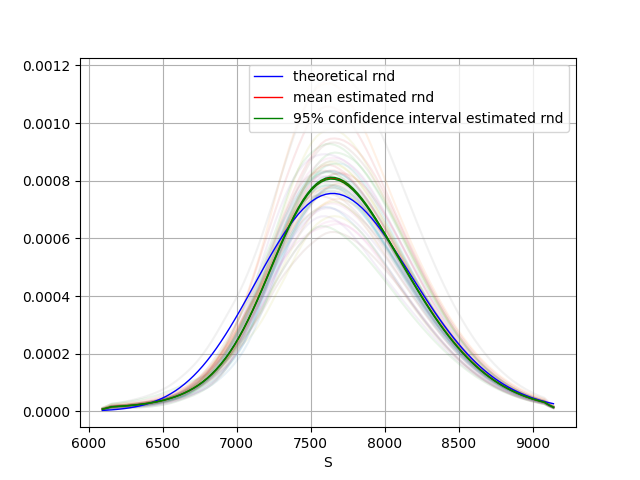 0.0012
0.0010
0.0008
0.0006
0.0004
0.0002
0.0000
theoretical rnd
mean estimated rnd
95% confidence interval estimated rnd
6000 6500 7000 7500 8000 8500 9000
S